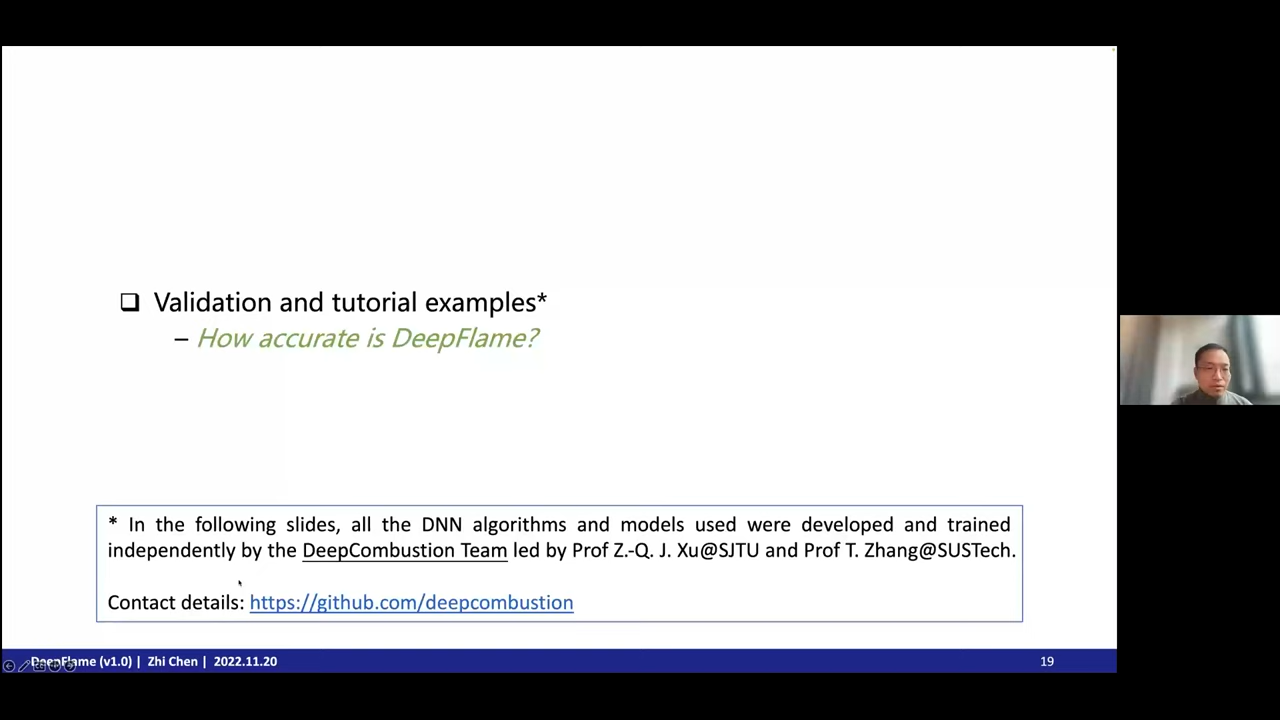 ❑ Validation and tutorial examples*
– How accurate is DeepFlame?
* In the following slides, all the DNN algorithms and models used were developed and trained
independently by the DeepCombustion Team led by Prof Z.-Q. J. Xu@SJTU and Prof T. Zhang@SUSTech.
Contact details: https://github.com/deepcombustion
DeepFlame (v1.0) | Zhi Chen | 2022.11.20
19